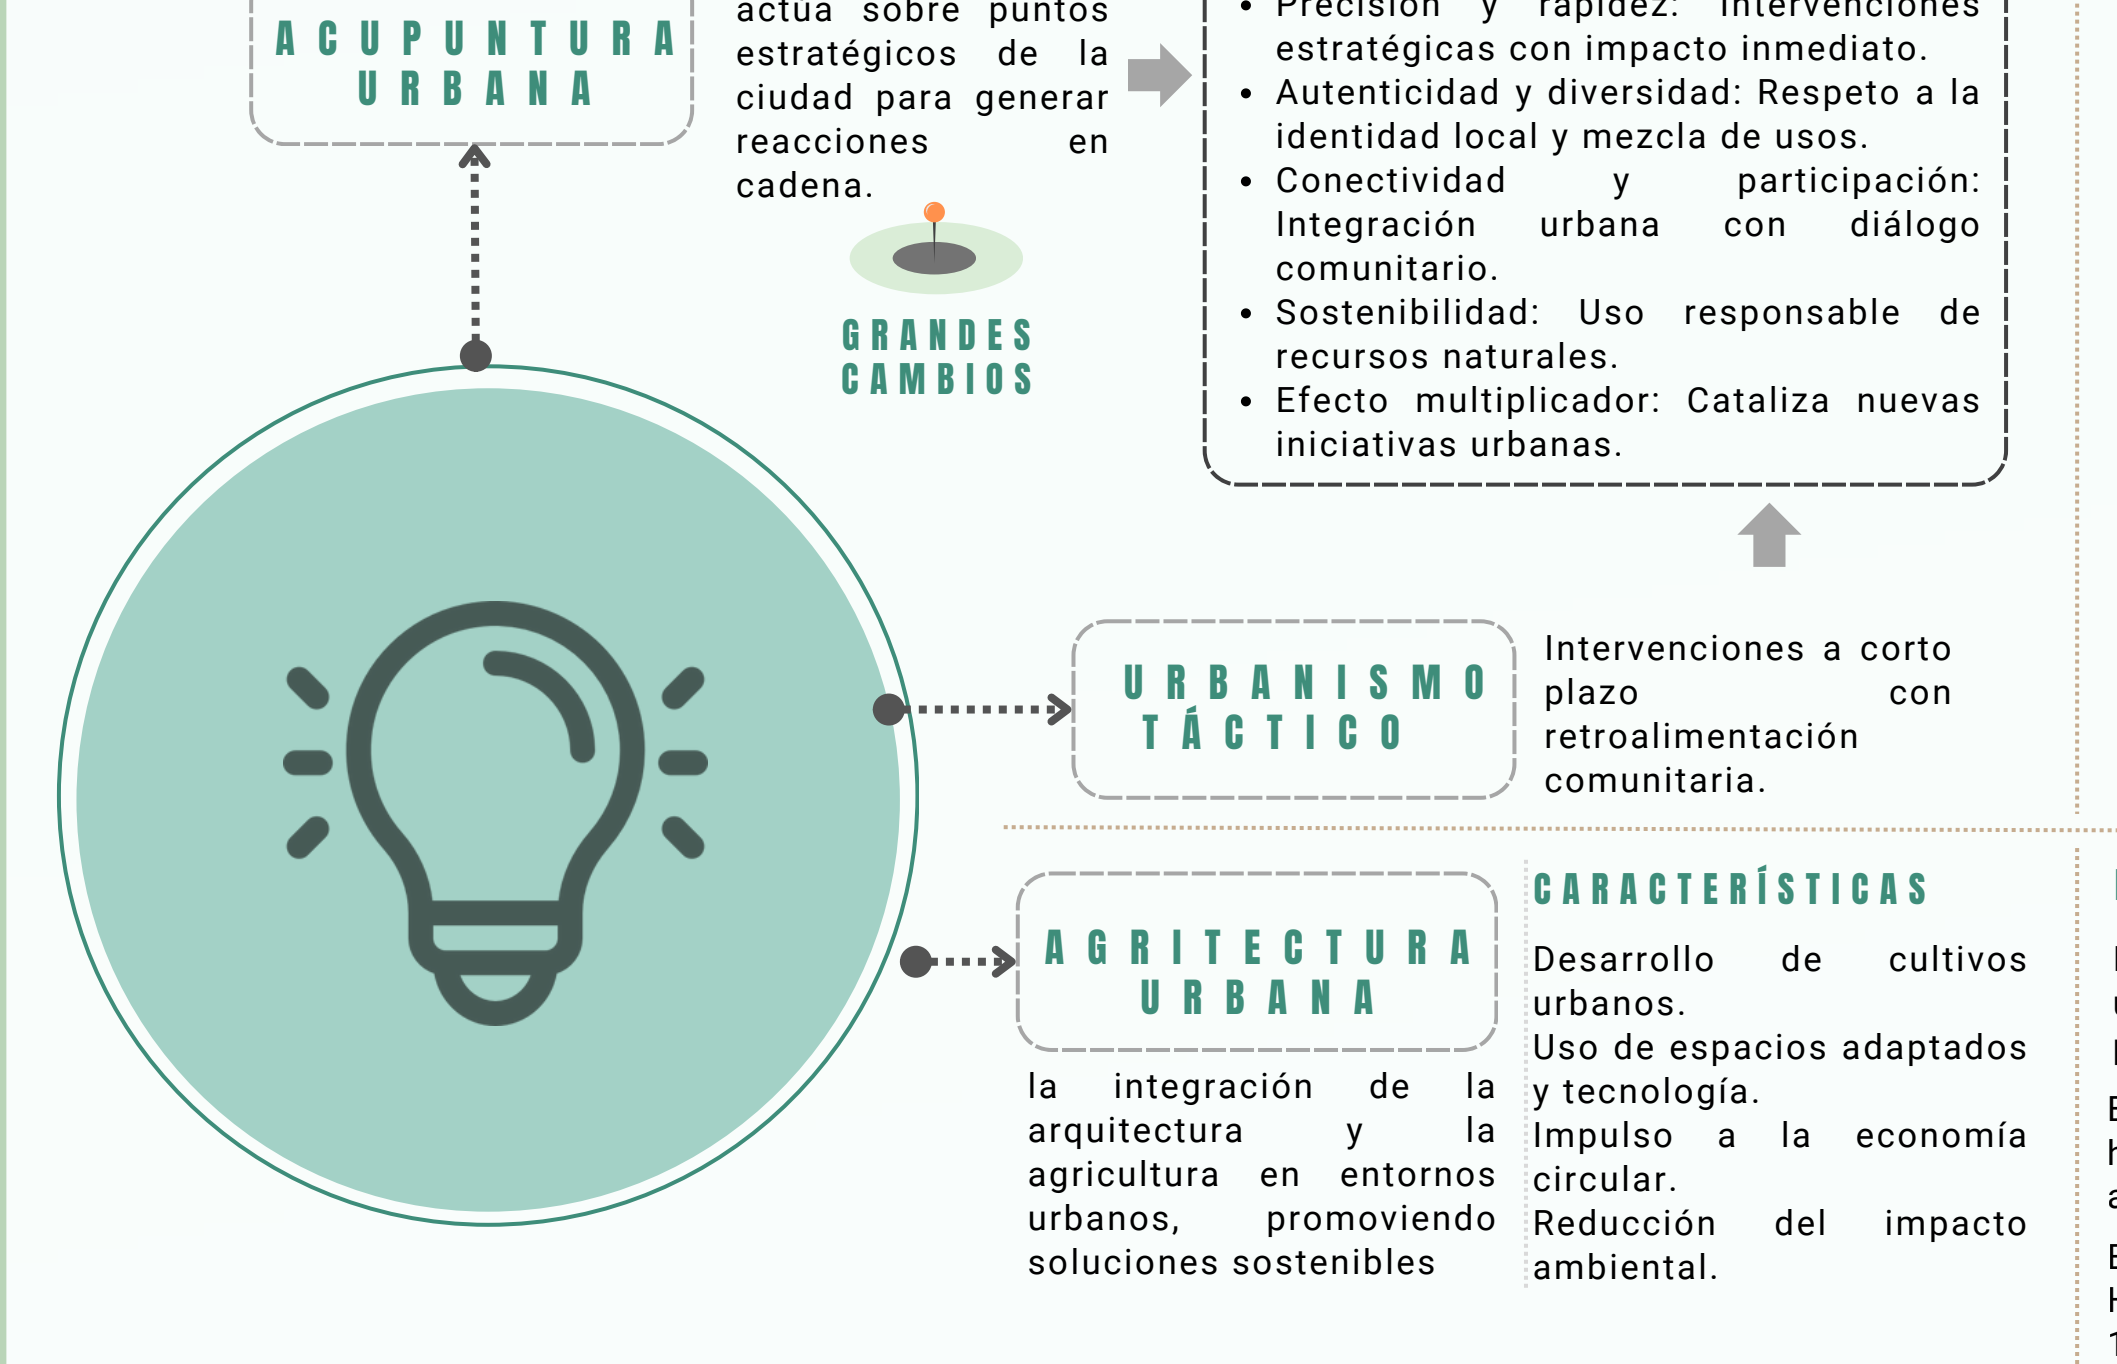 ACUPUNTURA
URBANA
actúa sobre puntos
estratégicos de la
ciudad para generar
reacciones en
cadena.
GRANDES
CAMBIOS
Precisión y rapidez: Intervenciones
estratégicas con impacto inmediato.
Autenticidad y diversidad: Respeto a la
identidad local y mezcla de usos.
Conectividad y participación:
Integración urbana con diálogo
comunitario.
Sostenibilidad: Uso responsable de
recursos naturales.
Efecto multiplicador: Cataliza nuevas
iniciativas urbanas.
URBANISMO
TÁCTICO
Intervenciones a corto
plazo con
retroalimentación
comunitaria.
AGRITECTURA
URBANA
la integración de la
arquitectura y la
agricultura en entornos
urbanos, promoviendo
soluciones sostenibles
CARACTERÍSTICAS
Desarrollo de cultivos
urbanos.
Uso de espacios adaptados
y tecnología.
Impulso a la economía
circular.
Reducción del impacto
ambiental.